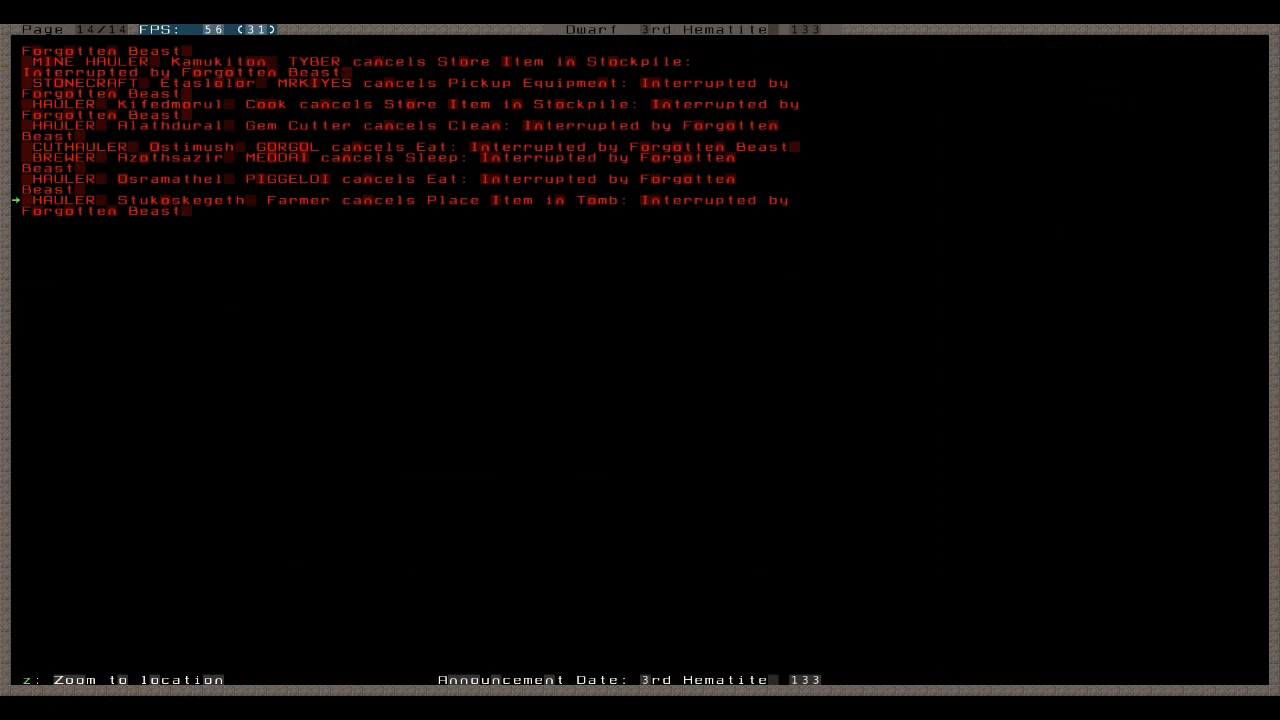 Page 14/14 FPS: 56 (31) Dwarf 3rd Hematite 133
Forgotten Beast
MINE HAULER Kamukiton TYBER cancels Store Item in Stockpile:
Interrupted by Forgotten Beast
STONECRAFT Etaslolor MRKIYES cancels Pickup Equipment: Interrupted by
Forgotten Beast
HAULER Kifedmorul Cook cancels Store Item in Stockpile: Interrupted by
Forgotten Beast
HAULER Alathdural Gem Cutter cancels Clean: Interrupted by Forgotten
Beast
CUTHAULER Ostimush GORGOL cancels Eat: Interrupted by Forgotten Beast
BREWER Azothsazir MEODAI cancels Sleep: Interrupted by Forgotten
Beast
HAULER Osramathel PIGGELDI cancels Eat: Interrupted by Forgotten
Beast
HAULER Stukoskegeth Farmer cancels Place Item in Tomb: Interrupted by
Forgotten Beast
z: Zoom to location Announcement Date: 3rd Hematite 133